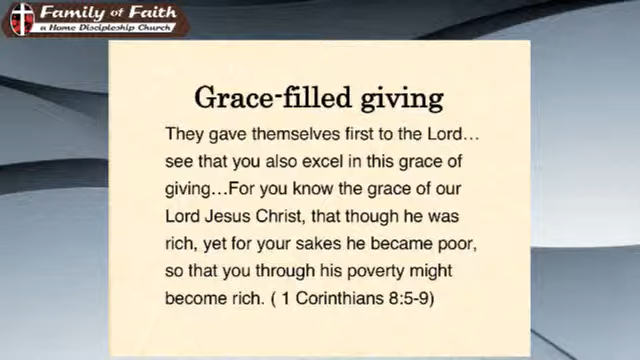 Family of Faith
a Home Discipleship Church
Grace-filled giving
They gave themselves first to the Lord…
see that you also excel in this grace of
giving…For you know the grace of our
Lord Jesus Christ, that though he was
rich, yet for your sakes he became poor,
so that you through his poverty might
become rich. ( 1 Corinthians 8:5-9)